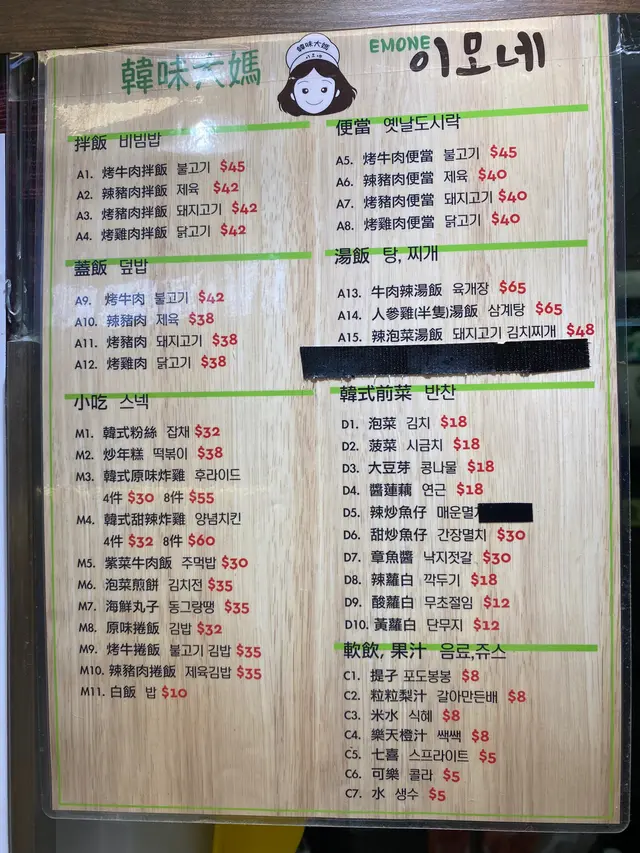 韓味大媽
韓味大媽
이모네
EMONE 이모네
拌飯 비빔밥
A1. 烤牛肉拌飯 불고기 $45
A2. 辣豬肉拌飯 제육 $42
A3. 烤豬肉拌飯 돼지고기 $42
A4. 烤雞肉拌飯 닭고기 $42
蓋飯 덮밥
A9. 烤牛肉 불고기 $42
A10. 辣豬肉 제육 $38
A11. 烤豬肉 돼지고기 $38
A12. 烤雞肉 닭고기 $38
小吃 스넥
M1. 韓式粉絲 잡채 $32
M2. 炒年糕 떡볶이 $38
M3. 韓式原味炸雞 후라이드
4件 $30 8件 $55
M4. 韓式甜辣炸雞 양념치킨
4件 $32 8件 $60
M5. 紫菜牛肉飯 주먹밥 $30
M6. 泡菜煎餅 김치전 $35
M7. 海鮮丸子 동그랑땡 $35
M8. 原味捲飯 김밥 $32
M9. 烤牛捲飯 불고기 김밥 $35
M10. 辣豬肉捲飯 제육김밥 $35
M11. 白飯 밥 $10
便當 옛날도시락
A5. 烤牛肉便當 불고기 $45
A6. 辣豬肉便當 제육 $40
A7. 烤豬肉便當 돼지고기 $40
A8. 烤雞肉便當 닭고기 $40
湯飯 탕, 찌개
A13. 牛肉辣湯飯 육개장 $65
A14. 人參雞(半隻)湯飯 삼계탕 $65
A15. 辣泡菜湯飯 돼지고기 김치찌개 $48
韓式前菜 반찬
D1. 泡菜 김치 $18
D2. 菠菜 시금치 $18
D3. 大豆芽 콩나물 $18
D4. 醬蓮藕 연근 $18
D5. 辣炒魚仔 매운멸치
D6. 甜炒魚仔 간장멸치 $30
D7. 章魚醬 낙지젓갈 $30
D8. 辣蘿白 깍두기 $18
D9. 酸蘿白 무초절임 $12
D10. 黃蘿白 단무지 $12
軟飲, 果汁 음료,쥬스
C1. 提子 포도봉봉 $8
C2. 粒粒梨汁 갈아만든배 $8
C3. 米水 식혜 $8
C4. 樂天橙汁 쌕쌕 $8
C5. 七喜 스프라이트 $5
C6. 可樂 콜라 $5
C7. 水 생수 $5